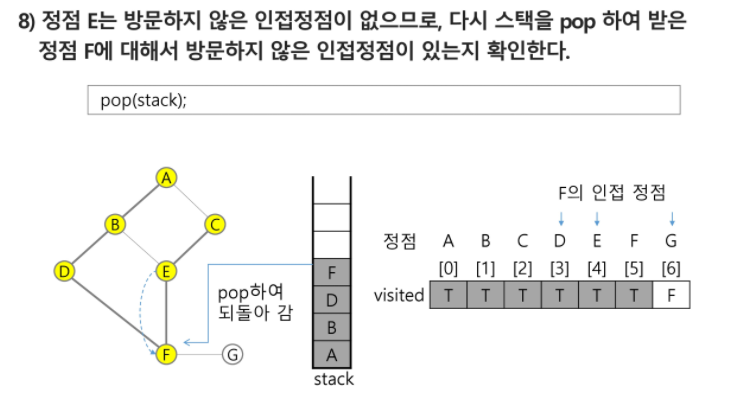 8) 정점 E는 방문하지 않은 인접정점이 없으므로, 다시 스택을 pop 하여 받은
정점 F에 대해서 방문하지 않은 인접정점이 있는지 확인한다.
pop(stack);
A
B
C
D
E
F
G
pop하여
되돌아 감
F
D
B
A
stack
F의 인접 정점
정점 A B C D E F G
[0] [1] [2] [3] [4] [5] [6]
visited T T T T T T F